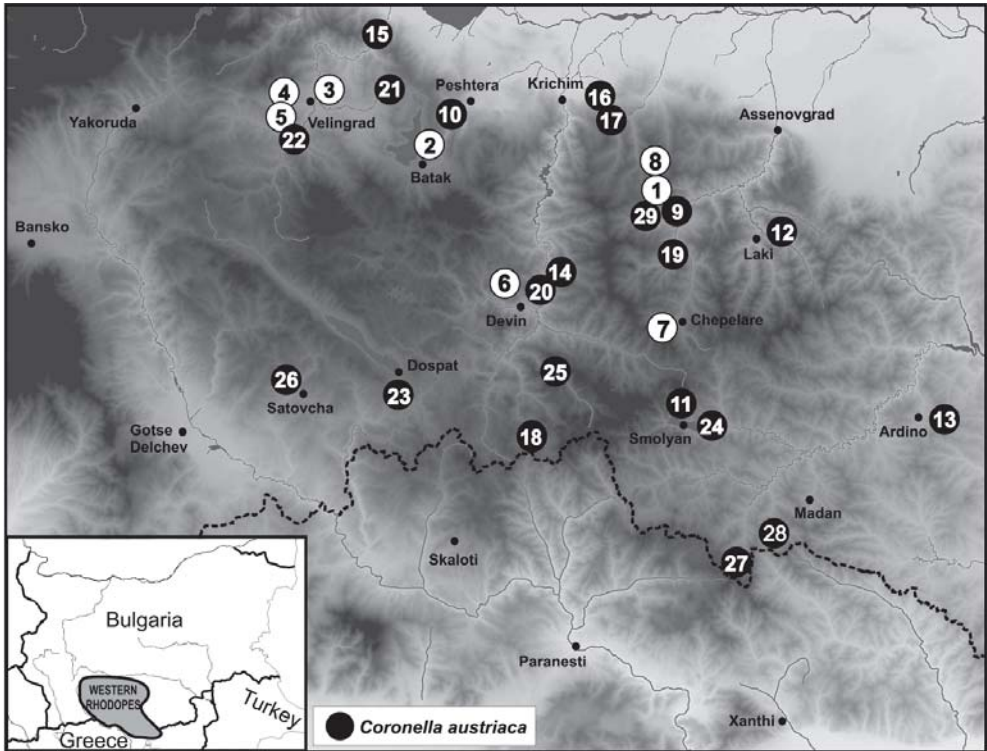 15
4
3
21
Peshtera
Krichim
16
Yakoruda
5
Velingrad
10
17
Assenovgrad
22
2
Batak
8
1
Bansko
29
9
12
Laki
19
14
6
20
Devin
7
Chepelare
25
Dospat
26
23
Satovcha
11
24
Smolyan
13
Ardino
Gotse
Delchev
18
Madan
28
Skaloti
27
Paranesti
Xanthi
Bulgaria
WESTERN
RHODOPES
Turkey
Greece
Coronella austriaca